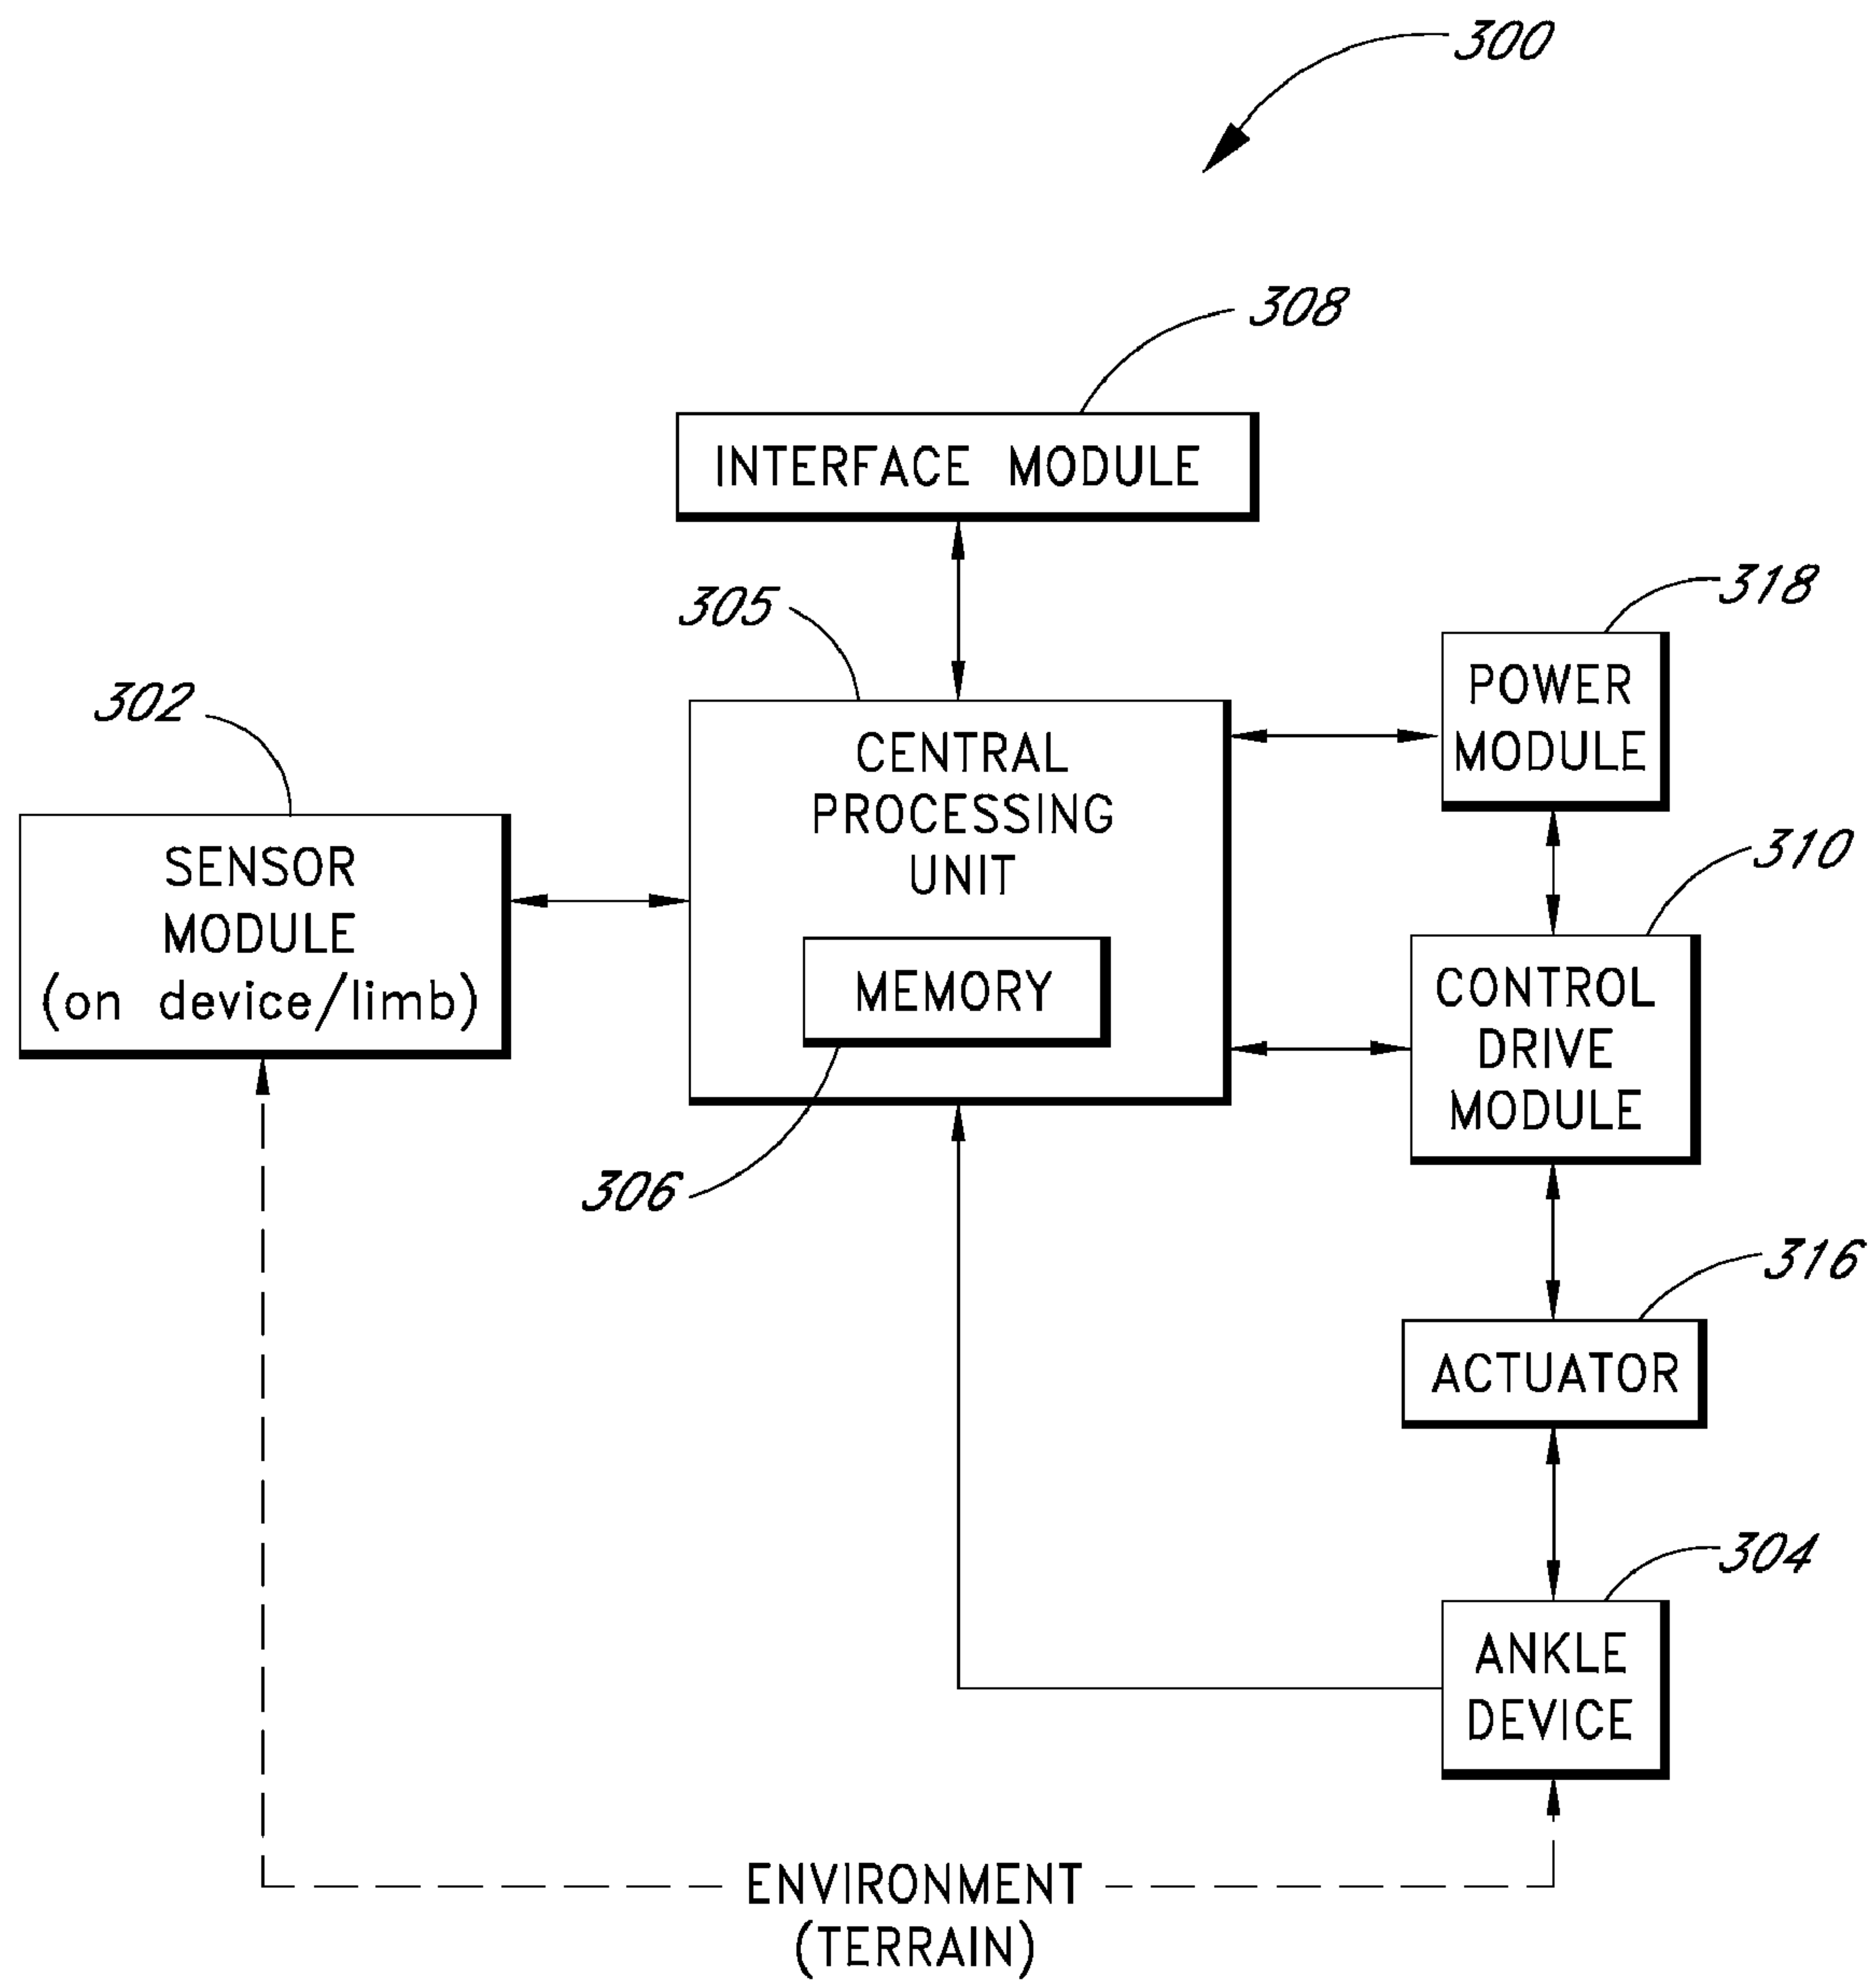 300
308
INTERFACE MODULE
305
318
POWER
MODULE
302
CENTRAL
PROCESSING
UNIT
SENSOR
MODULE
(on device/limb)
310
MEMORY
CONTROL
DRIVE
MODULE
306
316
ACTUATOR
304
ANKLE
DEVICE
ENVIRONMENT
(TERRAIN)